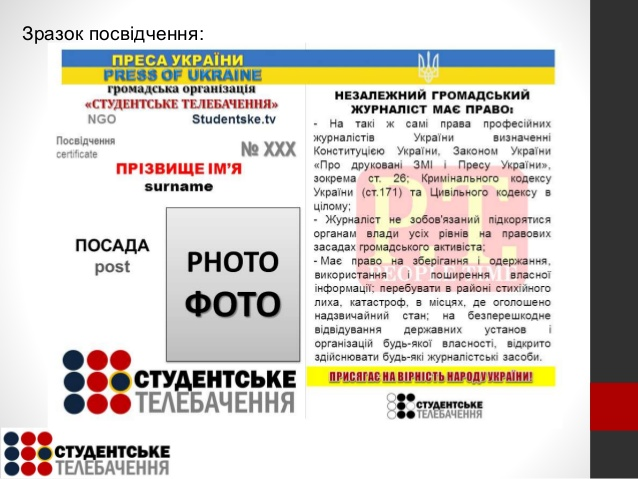 Зразок посвідчення:
ПРЕСА УКРАЇНИ
PRESS OF UKRAINE
громадська організація
«СТУДЕНТСЬКЕ ТЕЛЕБАЧЕННЯ»
NGO Studentske.tv
Посвідчення
certificate
№ XXX
ПРІЗВИЩЕ ІМ’Я
surname
ПОСАДА
post
PHOTO
ФОТО
СТУДЕНТСЬКЕ
ТЕЛЕБАЧЕННЯ
НЕЗАЛЕЖНИЙ ГРОМАДСЬКИЙ
ЖУРНАЛІСТ МАЄ ПРАВО:
- На такі ж самі права професійних
журналістів України визначенні
Конституцією України, Законом України
«Про друковані ЗМІ і Пресу України»,
зокрема ст. 26; Кримінального кодексу
України (ст.171) та Цивільного кодексу в
цілому;
- Журналіст не зобов'язаний підкорятися
органам влади усіх рівнів на правових
засадах громадського активіста;
- Має право на зберігання і одержання,
використання і поширення власної
інформації; перебувати в районі стихійного
лиха, катастроф, в місцях, де оголошено
надзвичайний стан; на безперешкодне
відвідування державних установ і
організацій будь-якої власності, відкрито
здійснювати будь-які журналістські засоби.
PEOPLE TIME
ПРИСЯГАЄ НА ВІРНІСТЬ НАРОДУ УКРАЇНИ!
СТУДЕНТСЬКЕ
ТЕЛЕБАЧЕННЯ
СТУДЕНТСЬКЕ
ТЕЛЕБАЧЕННЯ